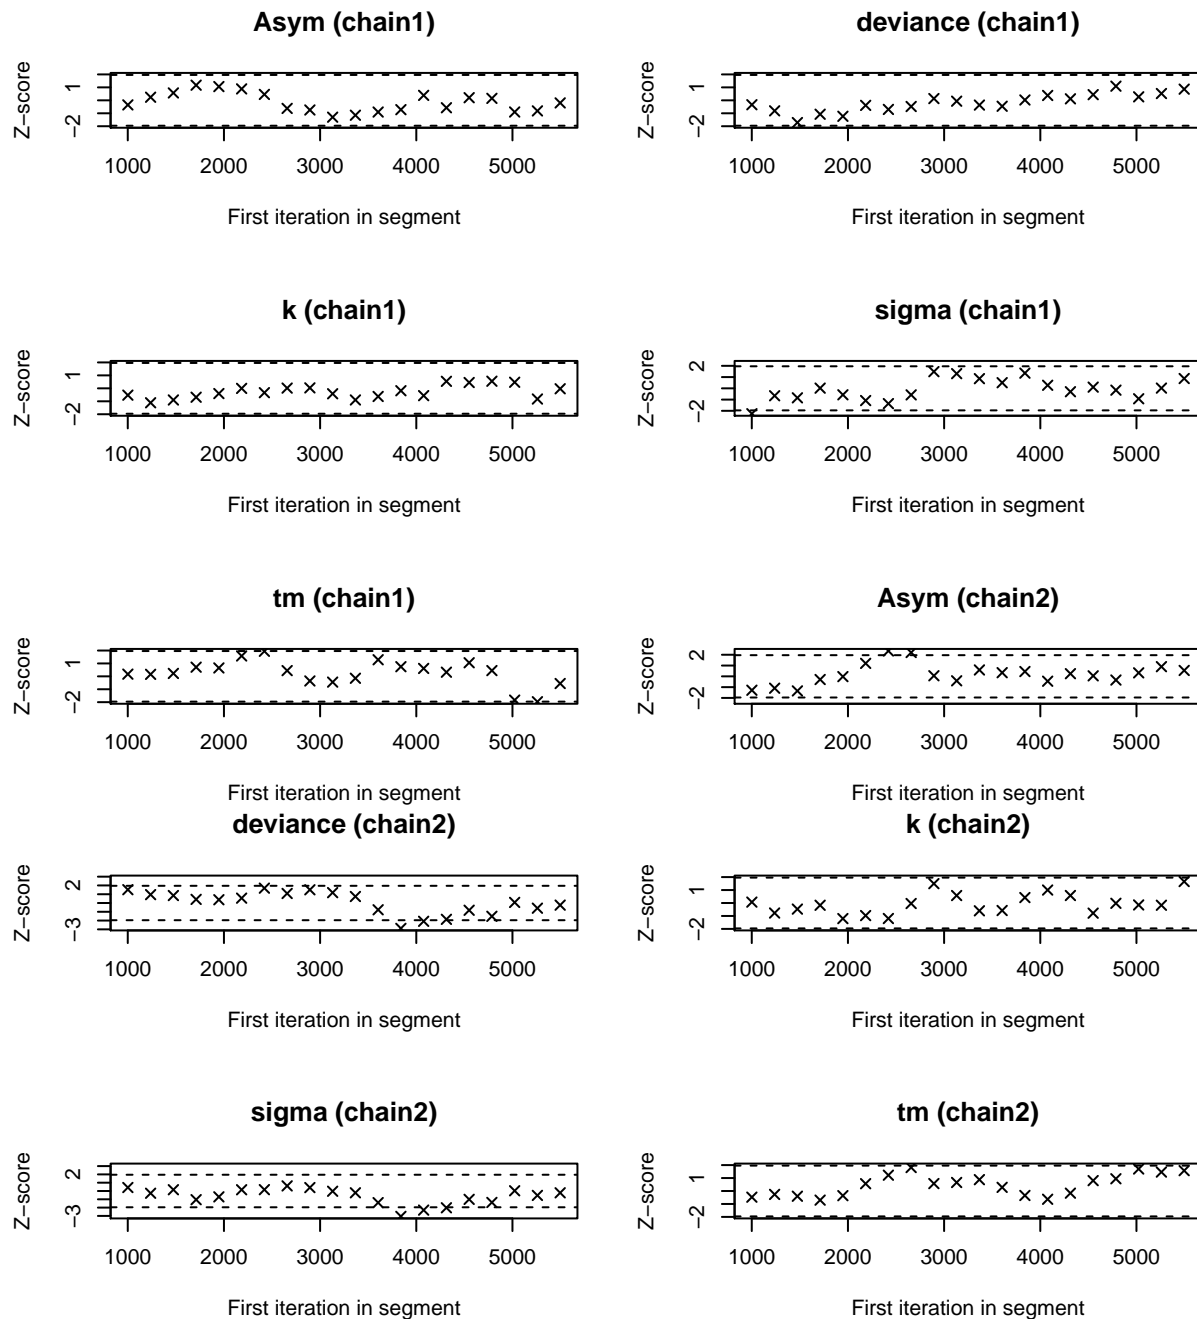 Asym (chain1)
Z−score
1
−2
1000 2000 3000 4000 5000
First iteration in segment
deviance (chain1)
Z−score
1
−2
1000 2000 3000 4000 5000
First iteration in segment
k (chain1)
Z−score
1
−2
1000 2000 3000 4000 5000
First iteration in segment
sigma (chain1)
Z−score
2
−2
1000 2000 3000 4000 5000
First iteration in segment
tm (chain1)
Z−score
1
−2
1000 2000 3000 4000 5000
First iteration in segment
Asym (chain2)
Z−score
2
−2
1000 2000 3000 4000 5000
First iteration in segment
deviance (chain2)
Z−score
2
−3
1000 2000 3000 4000 5000
First iteration in segment
k (chain2)
Z−score
1
−2
1000 2000 3000 4000 5000
First iteration in segment
sigma (chain2)
Z−score
2
−3
1000 2000 3000 4000 5000
First iteration in segment
tm (chain2)
Z−score
1
−2
1000 2000 3000 4000 5000
First iteration in segment